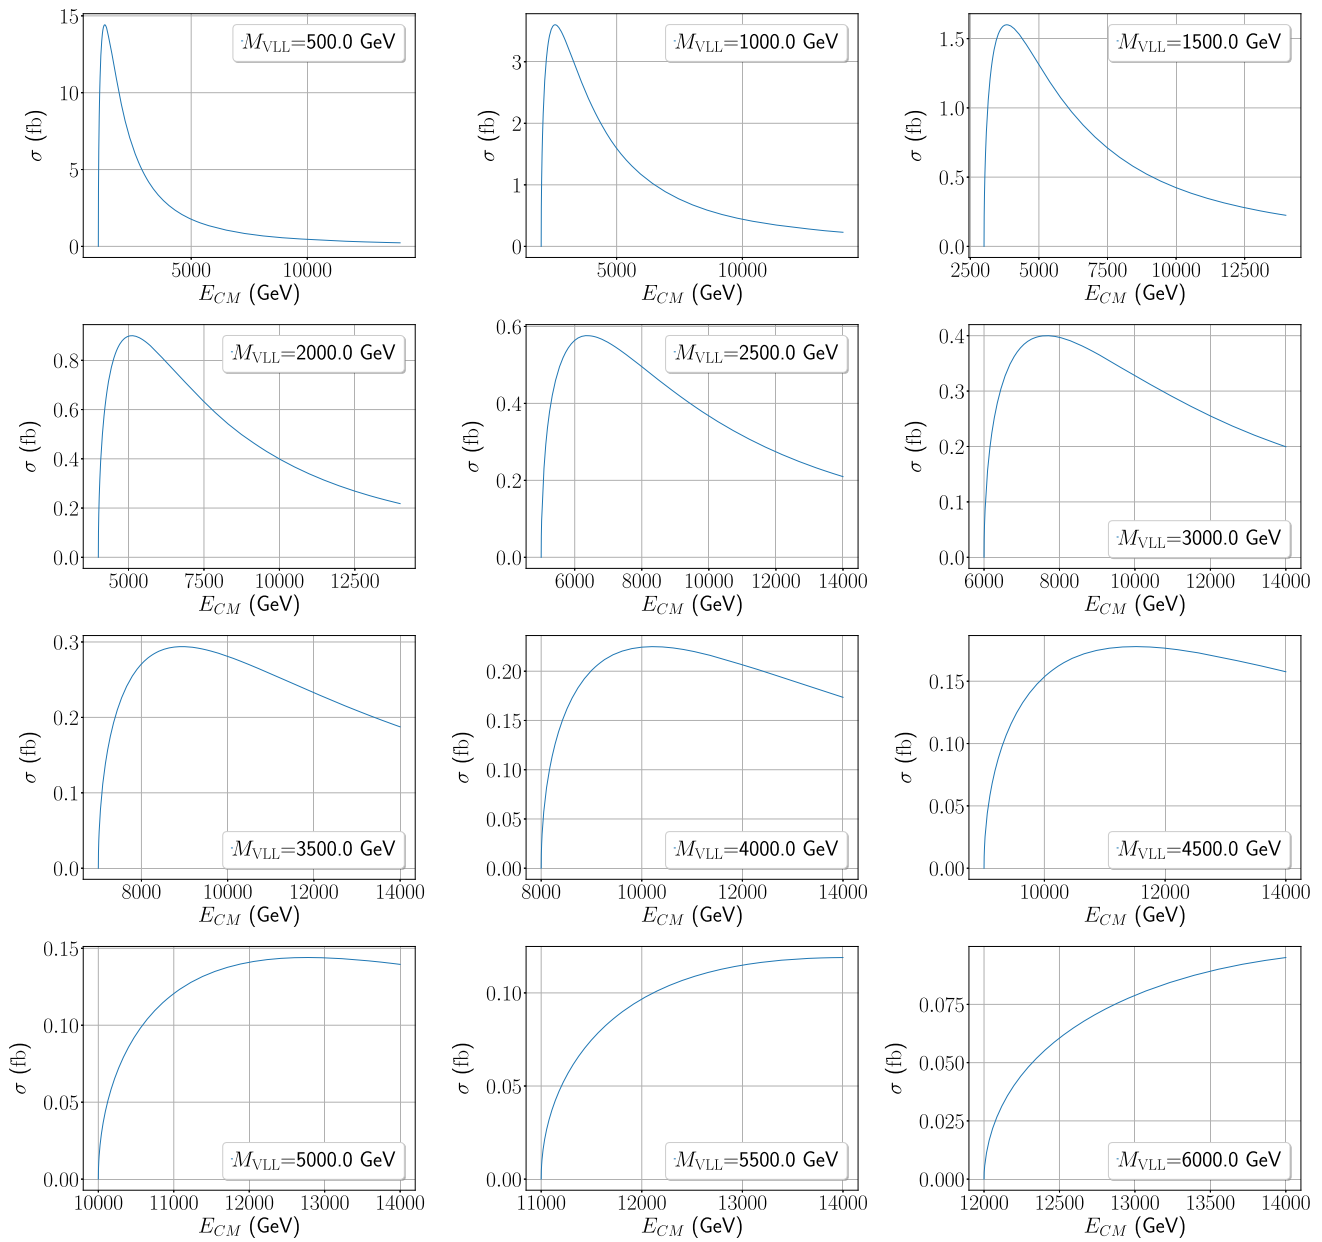 15
10
5
0
σ (fb)
M_VLL=500.0 GeV
5000 10000
E_CM (GeV)
3
2
1
0
σ (fb)
M_VLL=1000.0 GeV
5000 10000
E_CM (GeV)
1.5
1.0
0.5
0.0
σ (fb)
M_VLL=1500.0 GeV
2500 5000 7500 10000 12500
E_CM (GeV)
0.8
0.6
0.4
0.2
0.0
σ (fb)
M_VLL=2000.0 GeV
5000 7500 10000 12500
E_CM (GeV)
0.6
0.4
0.2
0.0
σ (fb)
M_VLL=2500.0 GeV
6000 8000 10000 12000 14000
E_CM (GeV)
0.4
0.3
0.2
0.1
0.0
σ (fb)
M_VLL=3000.0 GeV
6000 8000 10000 12000 14000
E_CM (GeV)
0.3
0.2
0.1
0.0
σ (fb)
M_VLL=3500.0 GeV
8000 10000 12000 14000
E_CM (GeV)
0.20
0.15
0.10
0.05
0.00
σ (fb)
M_VLL=4000.0 GeV
8000 10000 12000 14000
E_CM (GeV)
0.15
0.10
0.05
0.00
σ (fb)
M_VLL=4500.0 GeV
10000 12000 14000
E_CM (GeV)
0.15
0.10
0.05
0.00
σ (fb)
M_VLL=5000.0 GeV
10000 11000 12000 13000 14000
E_CM (GeV)
0.10
0.05
0.00
σ (fb)
M_VLL=5500.0 GeV
11000 12000 13000 14000
E_CM (GeV)
0.075
0.050
0.025
0.000
σ (fb)
M_VLL=6000.0 GeV
12000 12500 13000 13500 14000
E_CM (GeV)